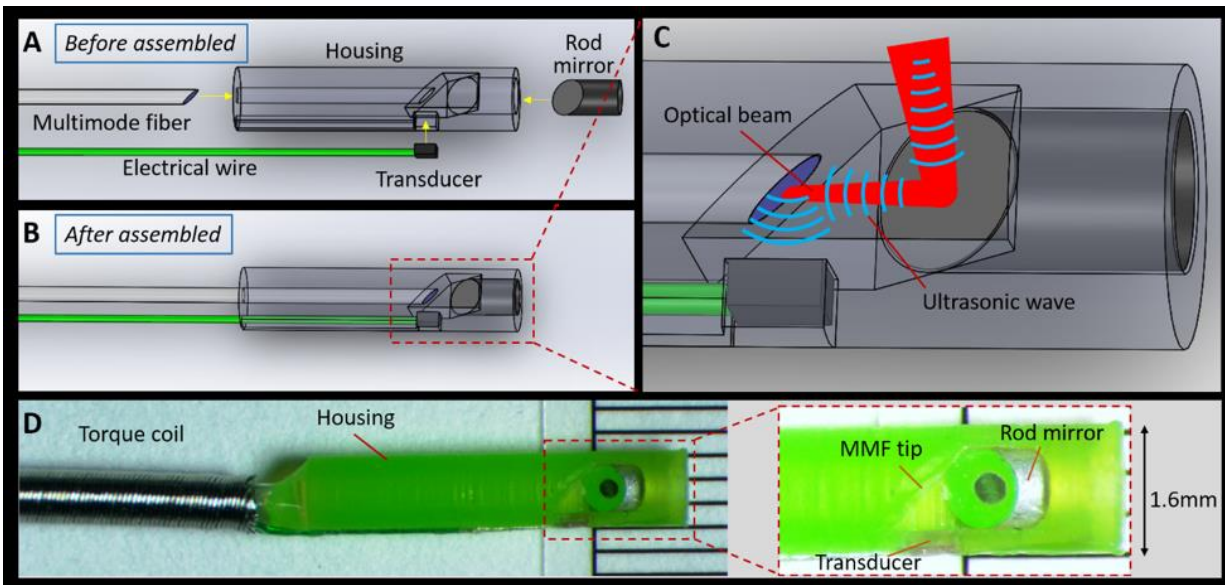 A
Before assembled
Housing
Rod
mirror
Multimode fiber
Electrical wire
Transducer
B
After assembled
C
Optical beam
Ultrasonic wave
D
Torque coil
Housing
MMF tip
Rod mirror
Transducer
1.6mm